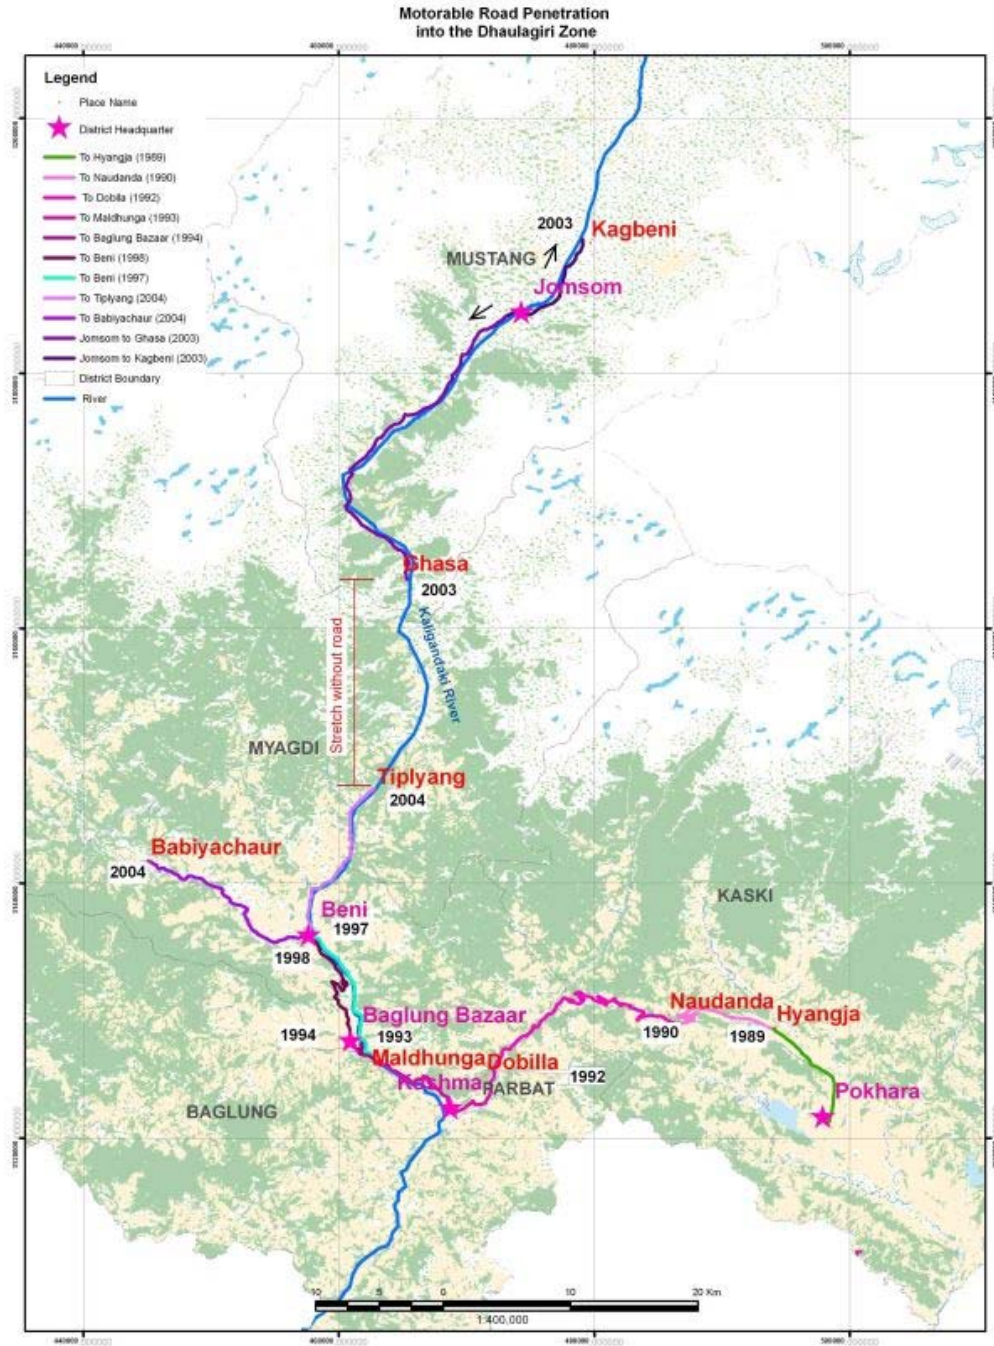 Motorable Road Penetration
into the Dhaulagiri Zone
Legend
Place Name
District Headquarter
To Hyangja (1989)
To Naudanda (1990)
To Dobila (1992)
To Maldhunga (1993)
To Baglung Bazaar (1994)
To Beni (1998)
To Beni (1997)
To Tiplyang (2004)
To Babiyachaur (2004)
Jomsom to Ghasa (2003)
Jomsom to Kagbeni (2003)
District Boundary
River
2003
Kagbeni
MUSTANG
Jomsom
Ghasa
2003
Kaligandaki River
Stretch without road
MYAGDI
Tiplyang
2004
Babiyachaur
2004
KASKI
Beni
1997
1998
Naudanda
Hyangja
Baglung Bazaar
1994
1993
1990
1989
Maldhunga
Dobilla
1992
Kushma
PARBAT
Pokhara
BAGLUNG
10 5 0 10 20 Km
1:400,000